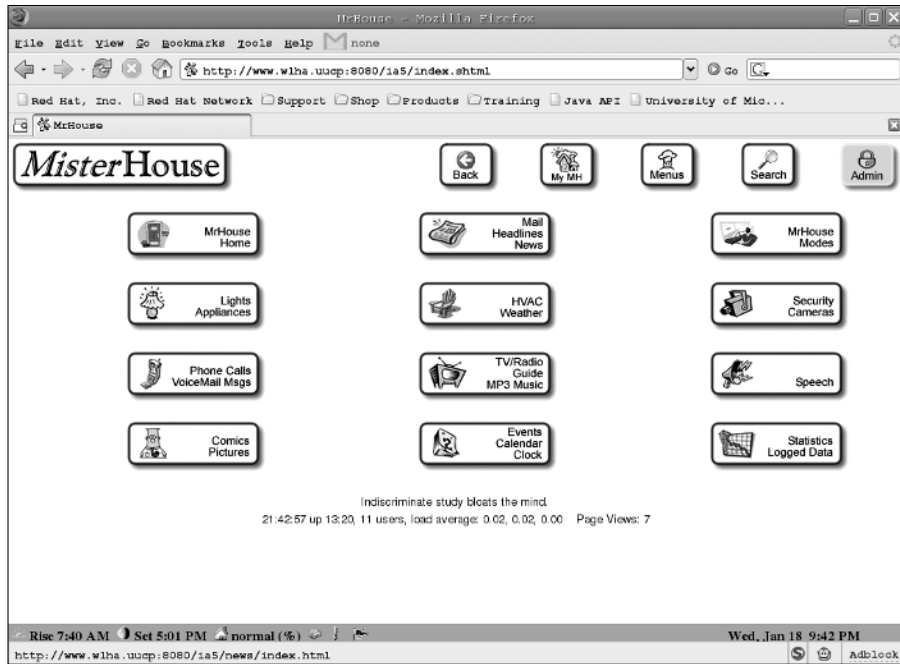 MrHouse - Mozilla Firefox
File Edit View Go Bookmarks Tools Help none
http://www.wlha.uucp:8080/ia5/index.shtml Go
Red Hat, Inc. Red Hat Network Support Shop Products Training Java API University of Mic...
MrHouse
MisterHouse
Back
My MH
Menus
Search
Admin
MrHouse
Home
Mail
Headlines
News
MrHouse
Modes
Lights
Appliances
HVAC
Weather
Security
Cameras
Phone Calls
VoiceMail Msgs
TV/Radio
Guide
MP3 Music
Speech
Comics
Pictures
Events
Calendar
Clock
Statistics
Logged Data
Indiscriminate study bloats the mind.
21:42:57 up 13:20, 11 users, load average: 0.02, 0.02, 0.00 Page Views: 7
Rise 7:40 AM Set 5:01 PM normal (%) Wed, Jan 18 9:42 PM
http://www.wlha.uucp:8080/ia5/news/index.html Adblock